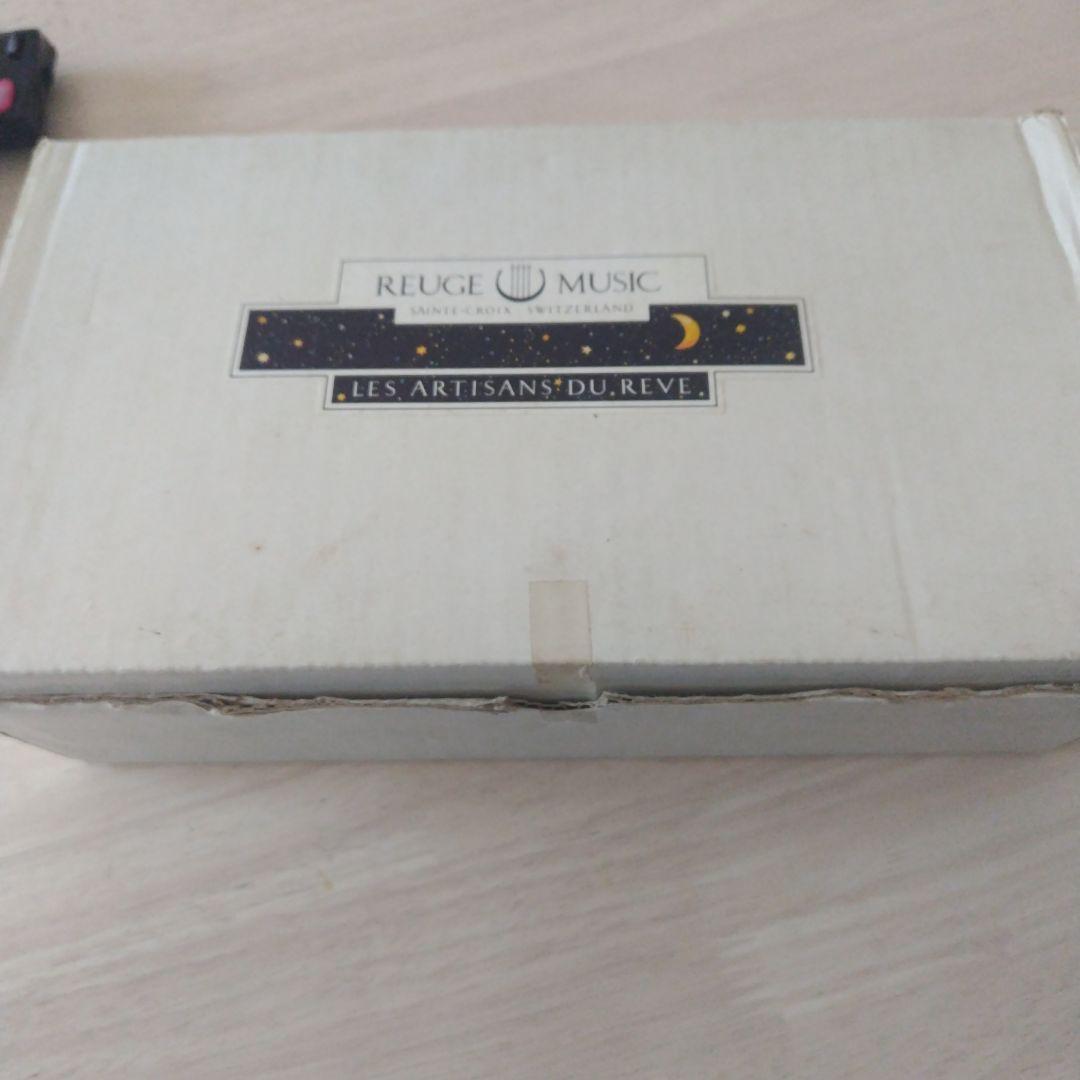 REUGE MUSIC
SAINTE-CROIX SWITZERLAND
LES ARTISANS DU REVE